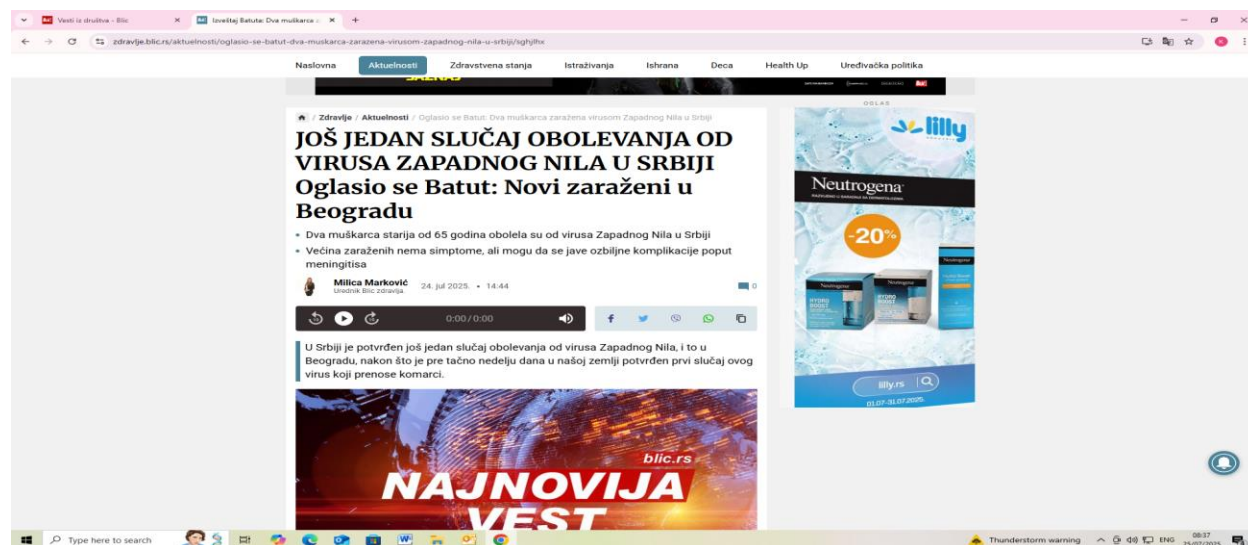 Vesti iz društva - Blic
Izveštaj Batuta: Dva muškarca
zdravlje.blic.rs/aktuelnosti/oglasio-se-batut-dva-muskarca-zarazena-virusom-zapadnog-nila-u-srbiji/sghjlhx
Naslovna Aktuelnosti Zdravstvena stanja Istraživanja Ishrana Deca Health Up Uređivačka politika
OGLAS
/ Zdravlje / Aktuelnosti / Oglasio se Batut: Dva muškarca zaražena virusom Zapadnog Nila u Srbiji
JOŠ JEDAN SLUČAJ OBOLEVANJA OD
VIRUSA ZAPADNOG NILA U SRBIJI
Oglasio se Batut: Novi zaraženi u
Beogradu
• Dva muškarca starija od 65 godina obolela su od virusa Zapadnog Nila u Srbiji
• Većina zaraženih nema simptome, ali mogu da se jave ozbiljne komplikacije poput
meningitisa
Milica Marković
Urednik Blic zdravlja
24. jul 2025. • 14:44
0
0:00 / 0:00
U Srbiji je potvrđen još jedan slučaj obolevanja od virusa Zapadnog Nila, i to u
Beogradu, nakon što je pre tačno nedelju dana u našoj zemlji potvrđen prvi slučaj ovog
virus koji prenose komarci.
blic.rs
NAJNOVIJA
VEST
lilly
Neutrogena
-20%
Neutrogena
HYDRO
BOOST
lilly.rs
01.07-31.07.2025.
Type here to search
Thunderstorm warning
ENG
08:37
25/07/2025